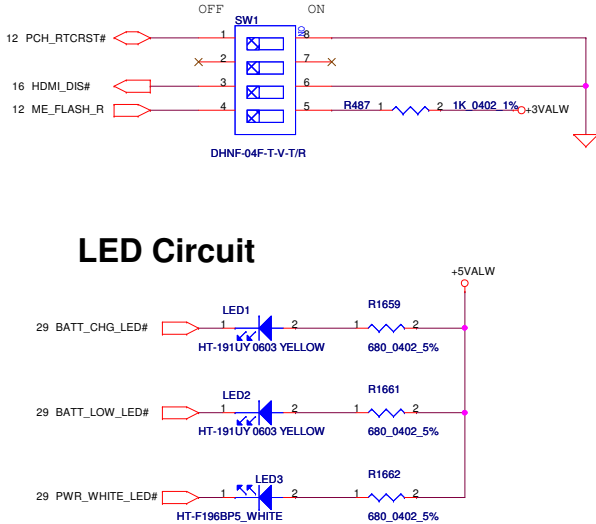 OFF ON
SW1
ON
12 PCH_RTCRST# 1 8
2 7
16 HDMI_DIS# 3 6
12 ME_FLASH_R 4 5 R487 1 2 1K_0402_1% +3VALW
DHNF-04F-T-V-T/R
LED Circuit
+5VALW
LED1 R1659
29 BATT_CHG_LED# 1 2 1 2
HT-191UY 0603 YELLOW 680_0402_5%
LED2 R1661
29 BATT_LOW_LED# 1 2 1 2
HT-191UY 0603 YELLOW 680_0402_5%
LED3 R1662
29 PWR_WHITE_LED# 1 2 1 2
HT-F196BP5_WHITE 680_0402_5%